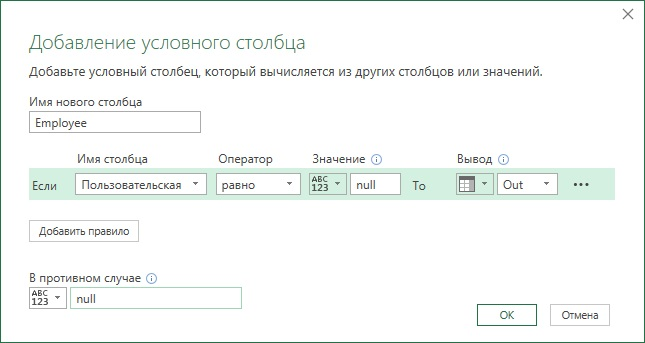 Добавление условного столбца
Добавьте условный столбец, который вычисляется из других столбцов или значений.
Имя нового столбца
Employee
Имя столбца Оператор Значение Вывод
Если Пользовательская равно ABC 123 null То Out ...
Добавить правило
В противном случае
ABC 123 null
ОК Отмена